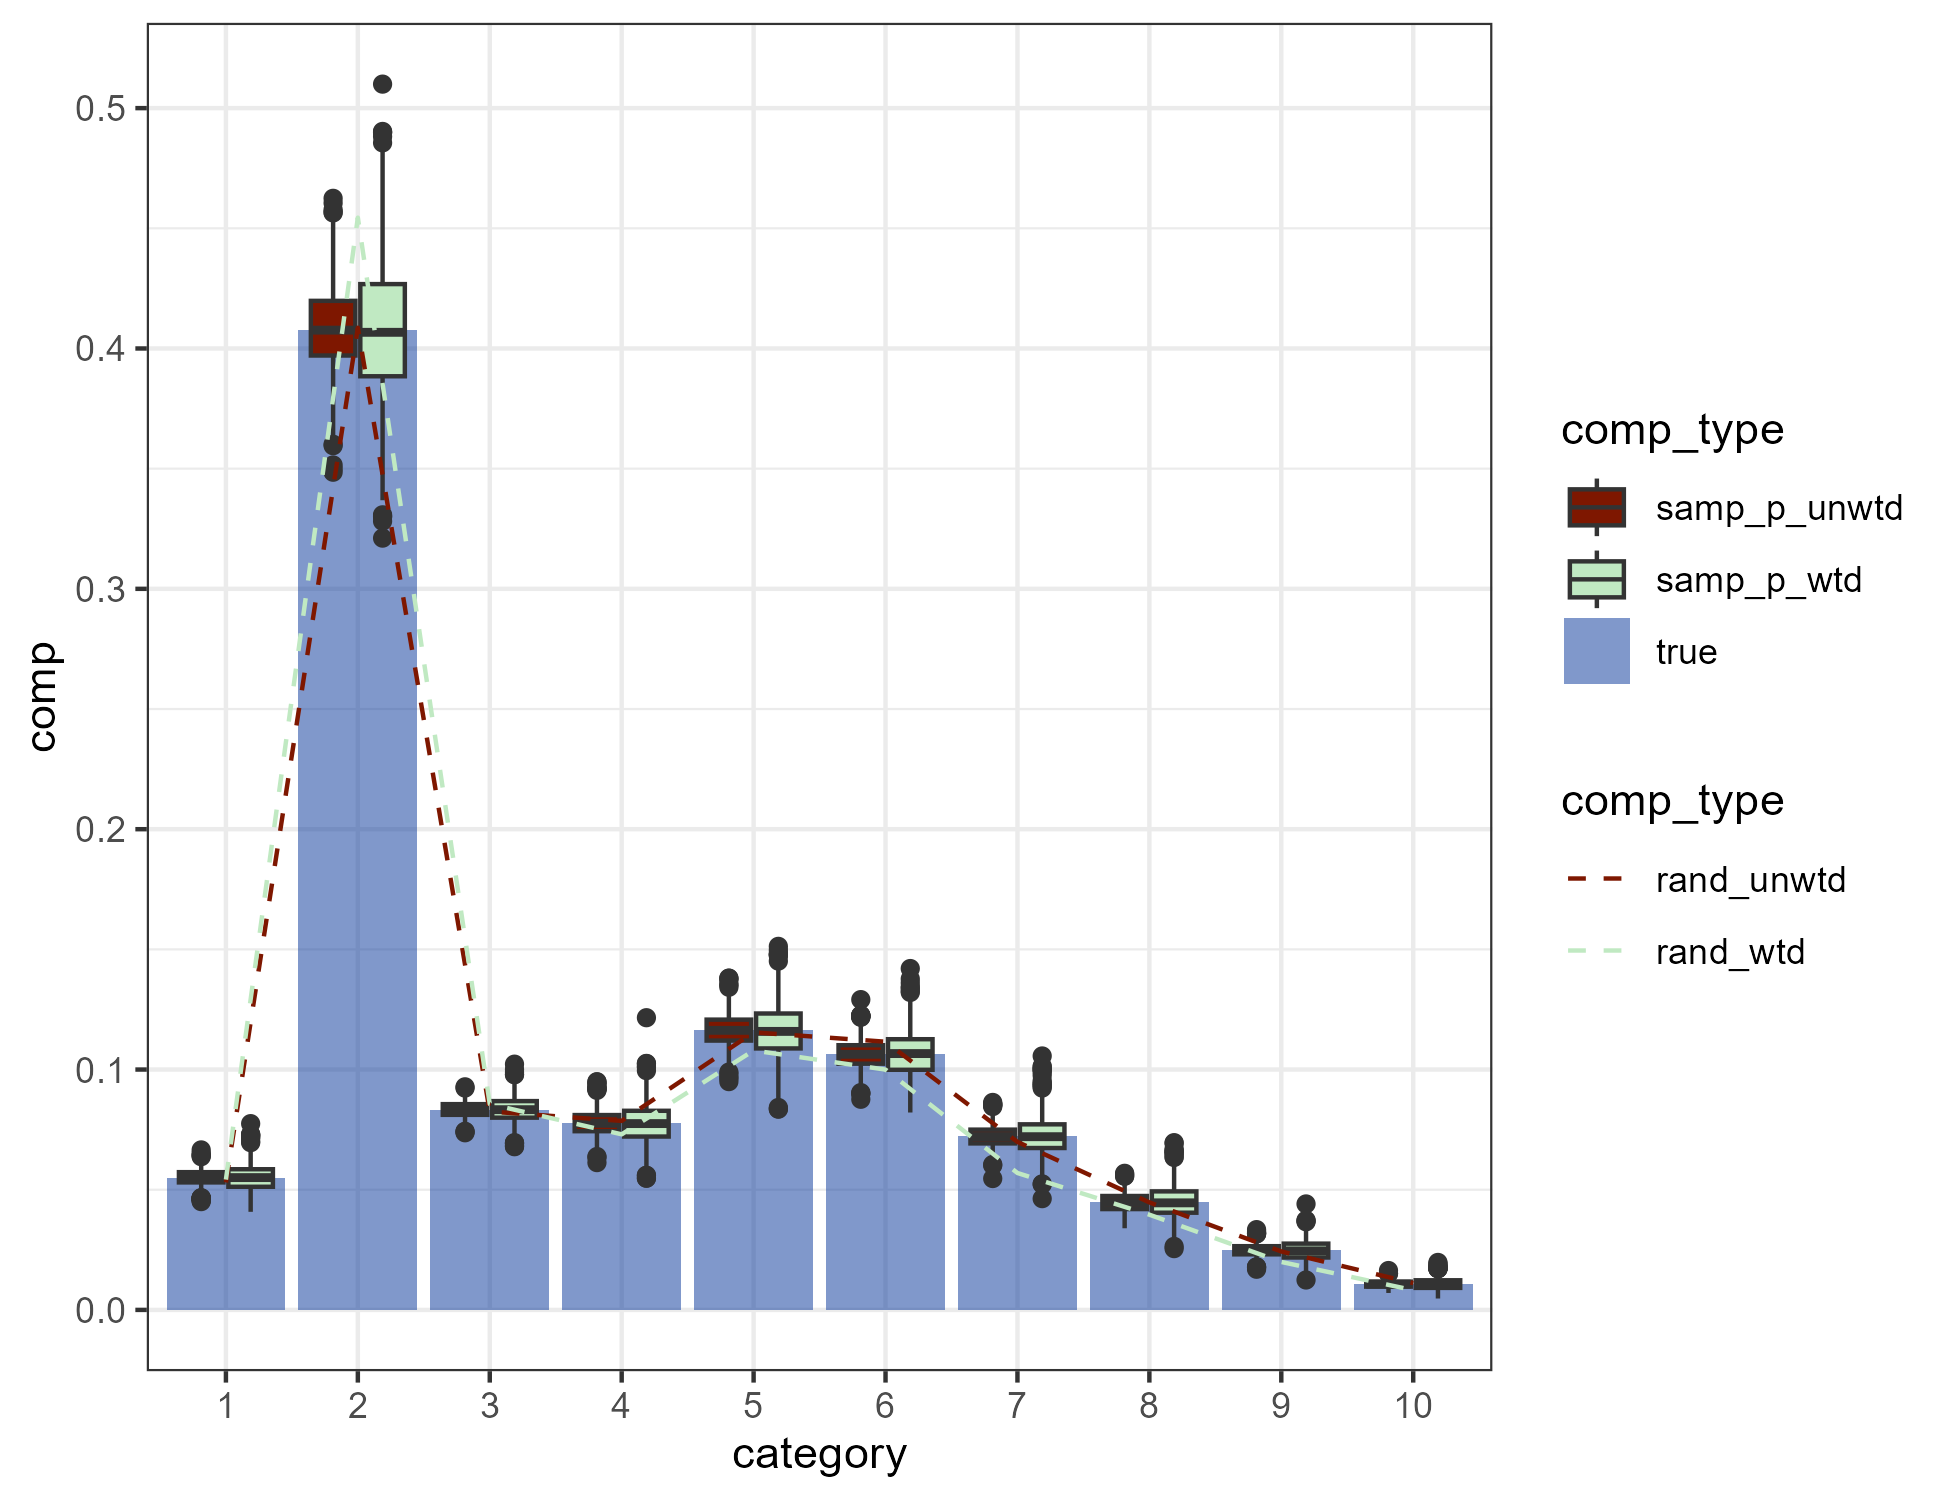 0.5
0.4
0.3
0.2
0.1
0.0
comp
1 2 3 4 5 6 7 8 9 10
category
comp_type
samp_p_unwtd
samp_p_wtd
true
comp_type
rand_unwtd
rand_wtd